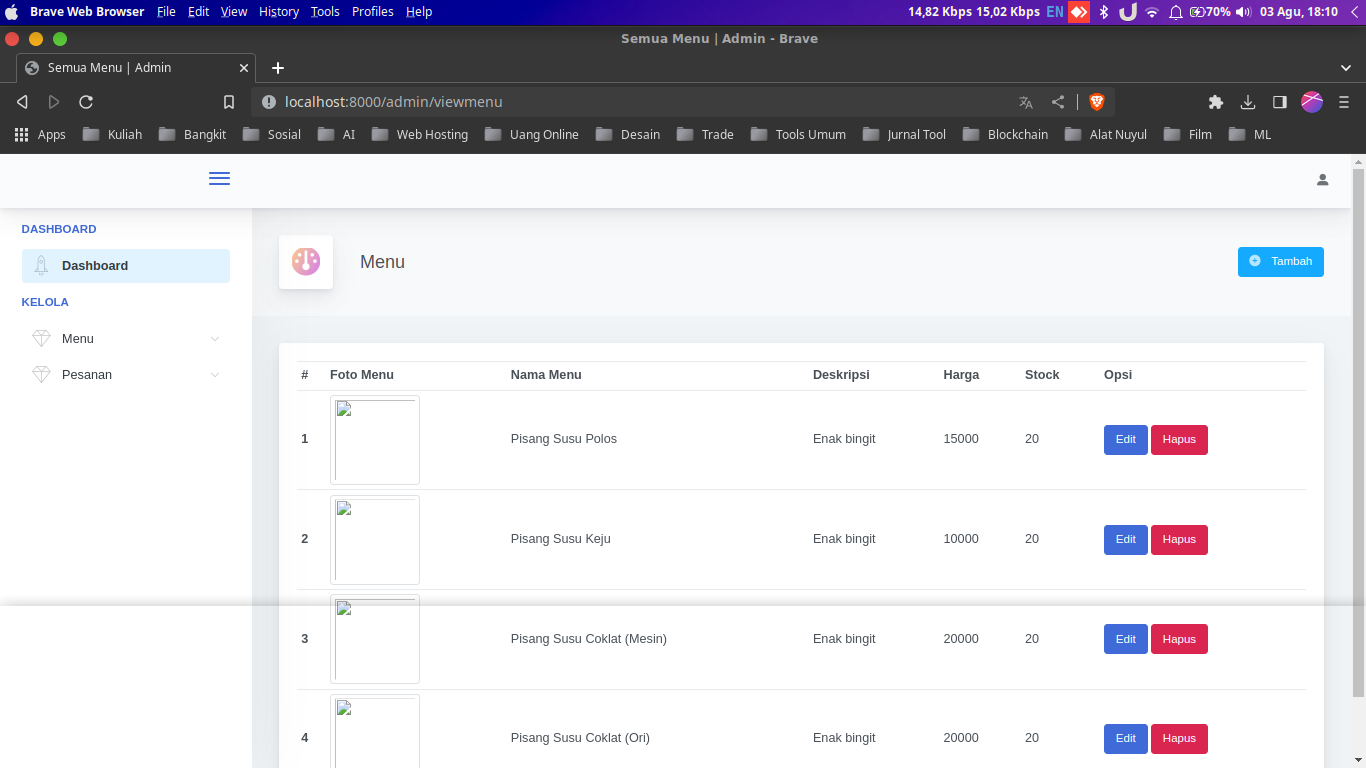 Brave Web Browser File Edit View History Tools Profiles Help 14,82 Kbps 15,02 Kbps EN 70% 03 Agu, 18:10
Semua Menu | Admin - Brave
Semua Menu | Admin
localhost:8000/admin/viewmenu
Apps Kuliah Bangkit Sosial AI Web Hosting Uang Online Desain Trade Tools Umum Jurnal Tool Blockchain Alat Nuyul Film ML
DASHBOARD
Dashboard
KELOLA
Menu
Pesanan
Menu
Tambah
# Foto Menu Nama Menu Deskripsi Harga Stock Opsi
1 Pisang Susu Polos Enak bingit 15000 20 Edit Hapus
2 Pisang Susu Keju Enak bingit 10000 20 Edit Hapus
3 Pisang Susu Coklat (Mesin) Enak bingit 20000 20 Edit Hapus
4 Pisang Susu Coklat (Ori) Enak bingit 20000 20 Edit Hapus